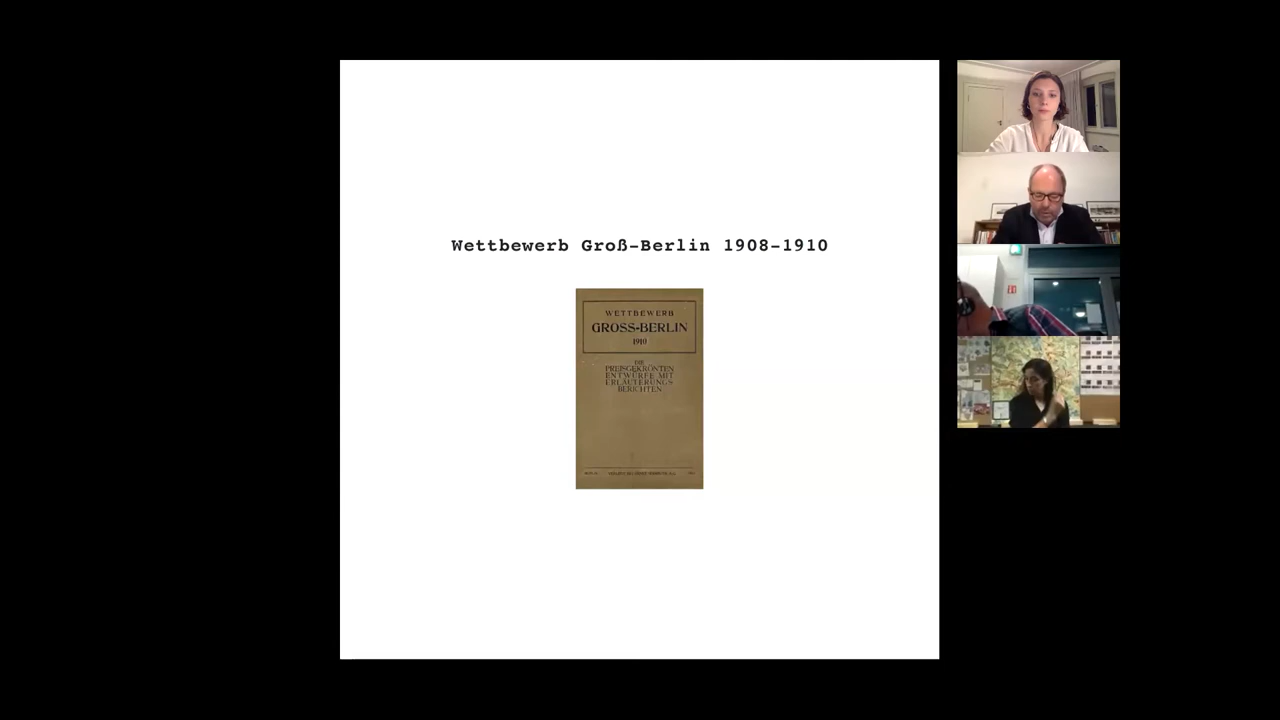 Wettbewerb Groß-Berlin 1908-1910
WETTBEWERB
GROSS-BERLIN
1910
DIE
PREISGEKRÖNTEN
ENTWÜRFE MIT
ERLÄUTERUNGS
BERICHTEN